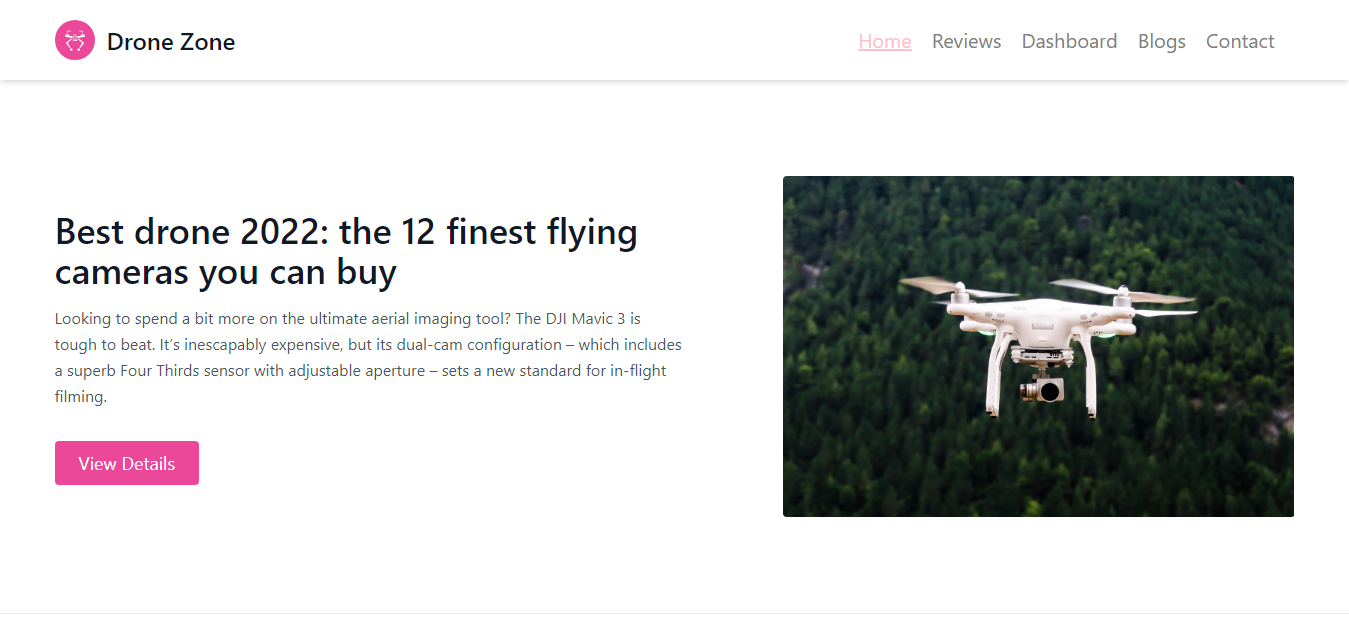 Drone Zone
Home Reviews Dashboard Blogs Contact
Best drone 2022: the 12 finest flying
cameras you can buy
Looking to spend a bit more on the ultimate aerial imaging tool? The DJI Mavic 3 is
tough to beat. It’s inescapably expensive, but its dual-cam configuration – which includes
a superb Four Thirds sensor with adjustable aperture – sets a new standard for in-flight
filming.
View Details